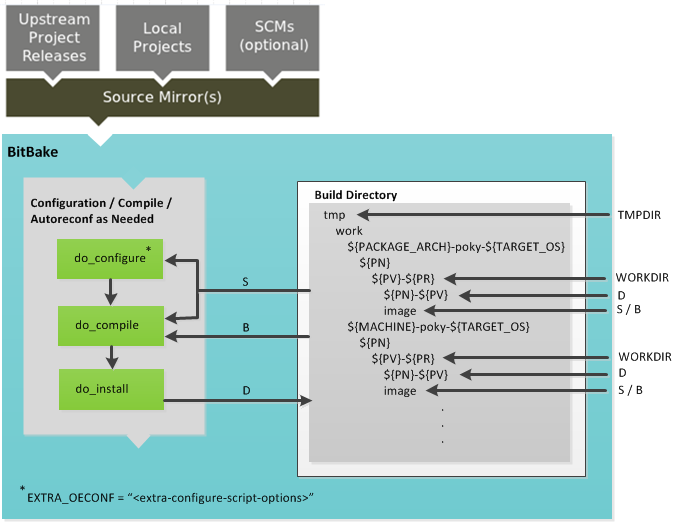 Upstream
Project
Releases
Local
Projects
SCMs
(optional)
Source Mirror(s)
BitBake
Configuration / Compile /
Autoreconf as Needed
do_configure *
do_compile
do_install
S
B
D
Build Directory
tmp
work
${PACKAGE_ARCH}-poky-${TARGET_OS}
${PN}
${PV}-${PR}
${PN}-${PV}
image
${MACHINE}-poky-${TARGET_OS}
${PN}
${PV}-${PR}
${PN}-${PV}
image
.
.
.
TMPDIR
WORKDIR
D
S / B
WORKDIR
D
S / B
* EXTRA_OECONF = “<extra-configure-script-options>”